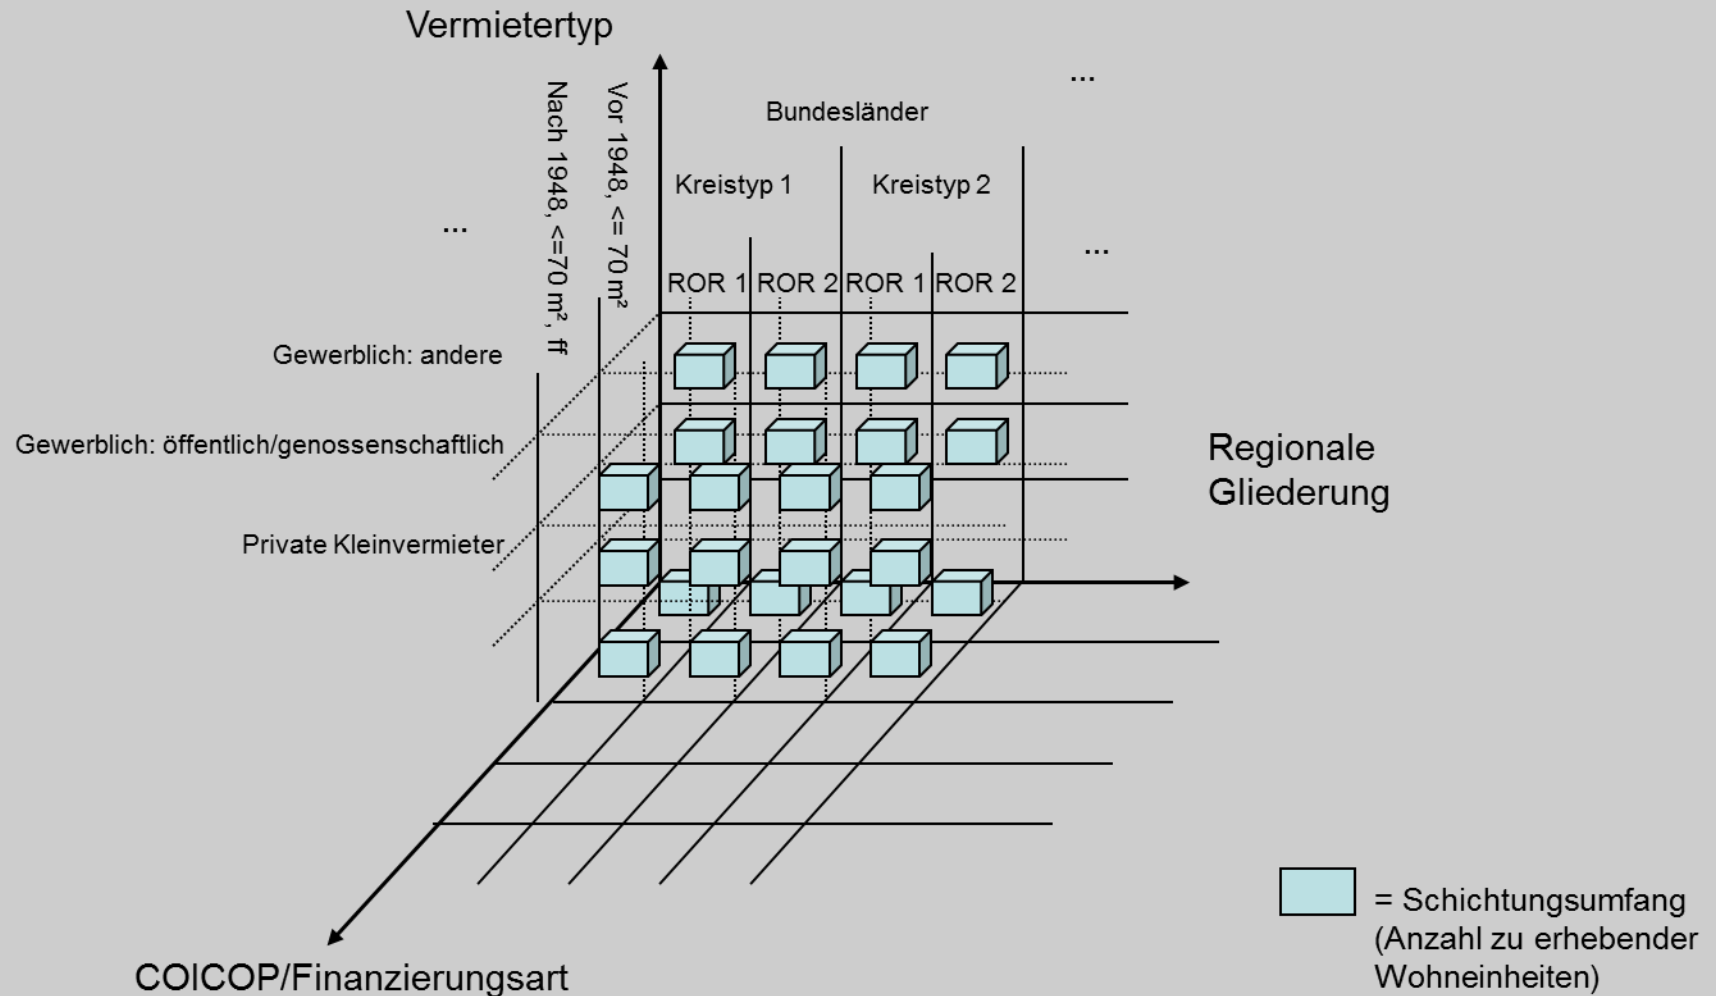 Vermietertyp
...
Bundesländer
Nach 1948, <=70 m², ff
Vor 1948, <= 70 m²
Kreistyp 1
Kreistyp 2
...
...
ROR 1
ROR 2
ROR 1
ROR 2
Gewerblich: andere
Gewerblich: öffentlich/genossenschaftlich
Private Kleinvermieter
Regionale
Gliederung
COICOP/Finanzierungsart
= Schichtungsumfang
(Anzahl zu erhebender
Wohneinheiten)